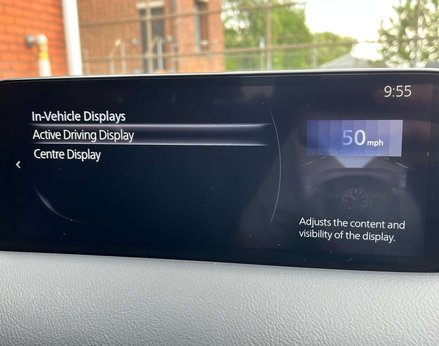 9:55
In-Vehicle Displays
Active Driving Display
Centre Display
50 mph
Adjusts the content and
visibility of the display.